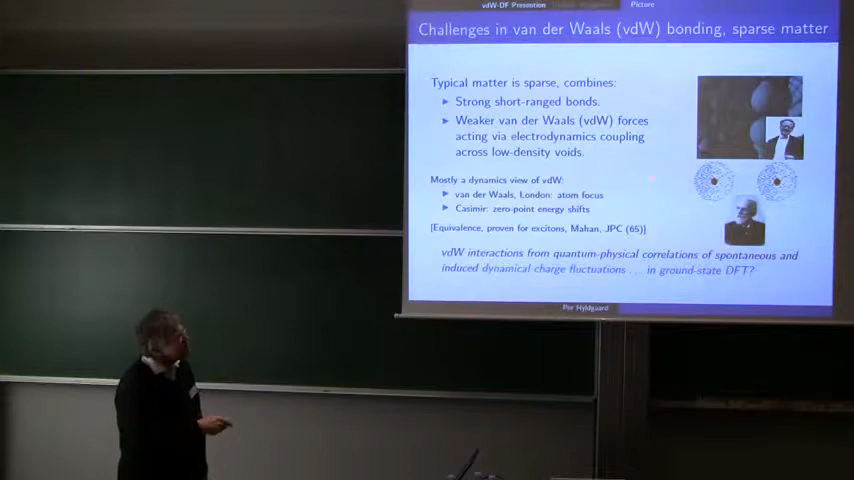 vdW-DF Presention
Picture
Challenges in van der Waals (vdW) bonding, sparse matter
Typical matter is sparse, combines:
Strong short-ranged bonds.
Weaker van der Waals (vdW) forces
acting via electrodynamics coupling
across low-density voids.
Mostly a dynamics view of vdW:
van der Waals, London: atom focus
Casimir: zero-point energy shifts
[Equivalence, proven for excitons, Mahan, JPC (65)]
vdW interactions from quantum-physical correlations of spontaneous and
induced dynamical charge fluctuations ... in ground-state DFT?
Per Hyldgaard